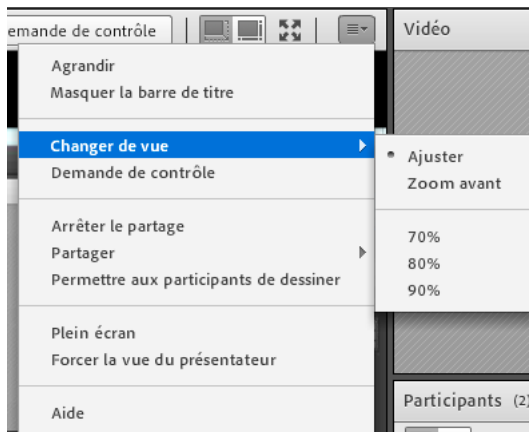 emande de contrôle
Vidéo
Agrandir
Masquer la barre de titre
Changer de vue
Demande de contrôle
Arrêter le partage
Partager
Permettre aux participants de dessiner
Plein écran
Forcer la vue du présentateur
Aide
Ajuster
Zoom avant
70%
80%
90%
Participants (2)